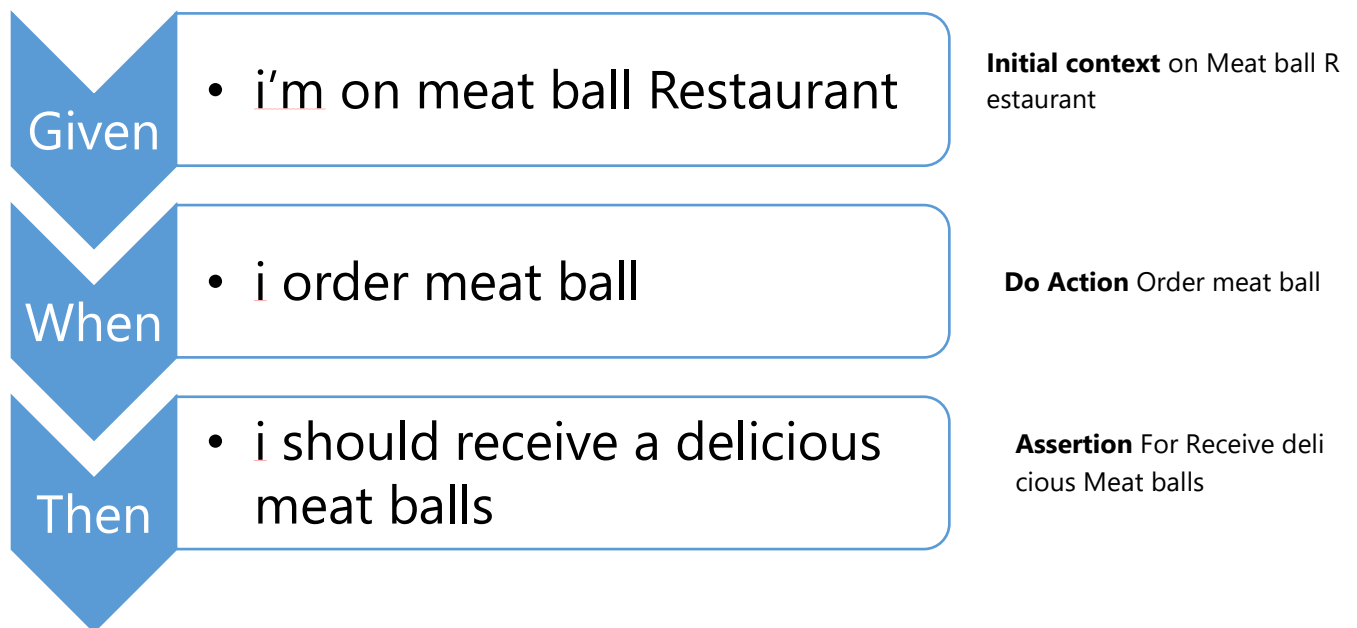 Given
• i’m on meat ball Restaurant
Initial context on Meat ball R
estaurant
When
• i order meat ball
Do Action Order meat ball
Then
• i should receive a delicious
meat balls
Assertion For Receive deli
cious Meat balls